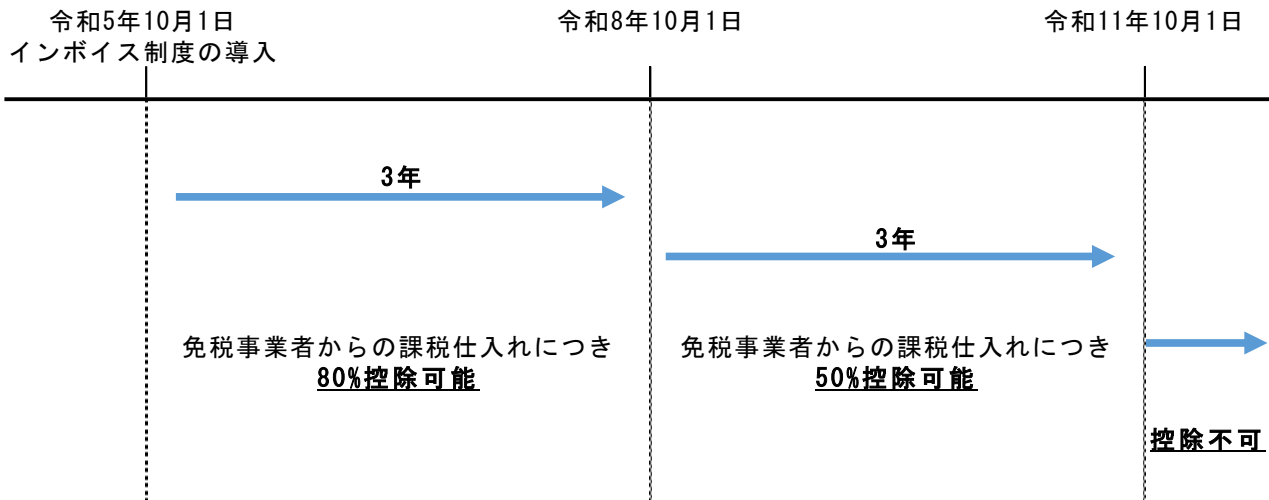 令和5年10月1日
インボイス制度の導入
令和8年10月1日
令和11年10月1日
3年
3年
免税事業者からの課税仕入れにつき
80%控除可能
免税事業者からの課税仕入れにつき
50%控除可能
控除不可